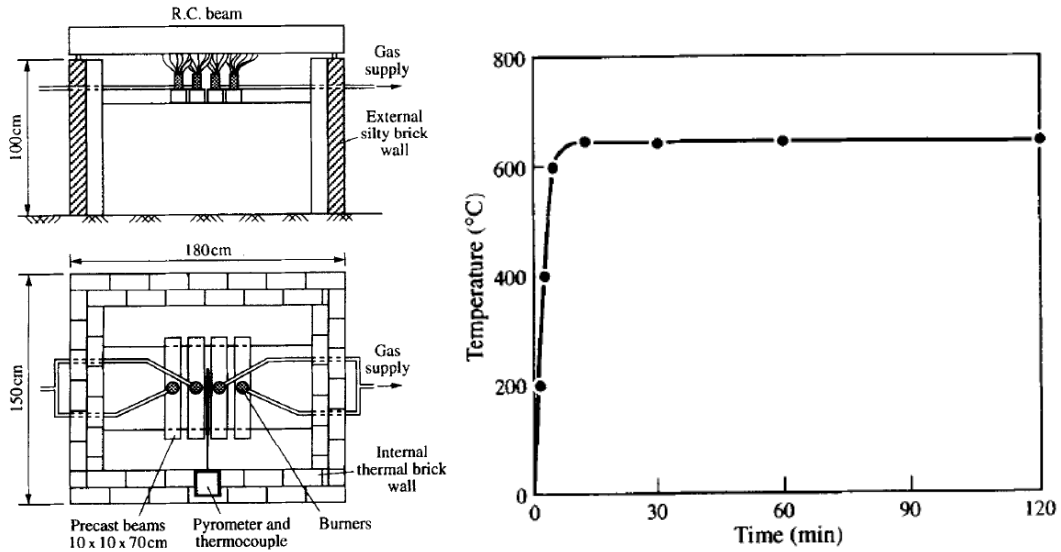 R.C. beam
Gas
supply
100cm
External
silty brick
wall
180cm
150cm
Gas
supply
Internal
thermal brick
wall
Precast beams
10 x 10 x 70cm
Pyrometer and
thermocouple
Burners
800
600
400
200
0
Temperature (°C)
0
30
60
90
120
Time (min)